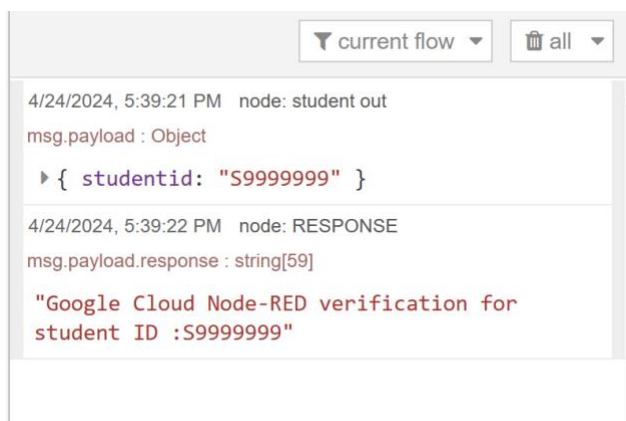 current flow all
4/24/2024, 5:39:21 PM node: student out
msg.payload : Object
{ studentid: "S9999999" }
4/24/2024, 5:39:22 PM node: RESPONSE
msg.payload.response : string[59]
"Google Cloud Node-RED verification for
student ID :S9999999"